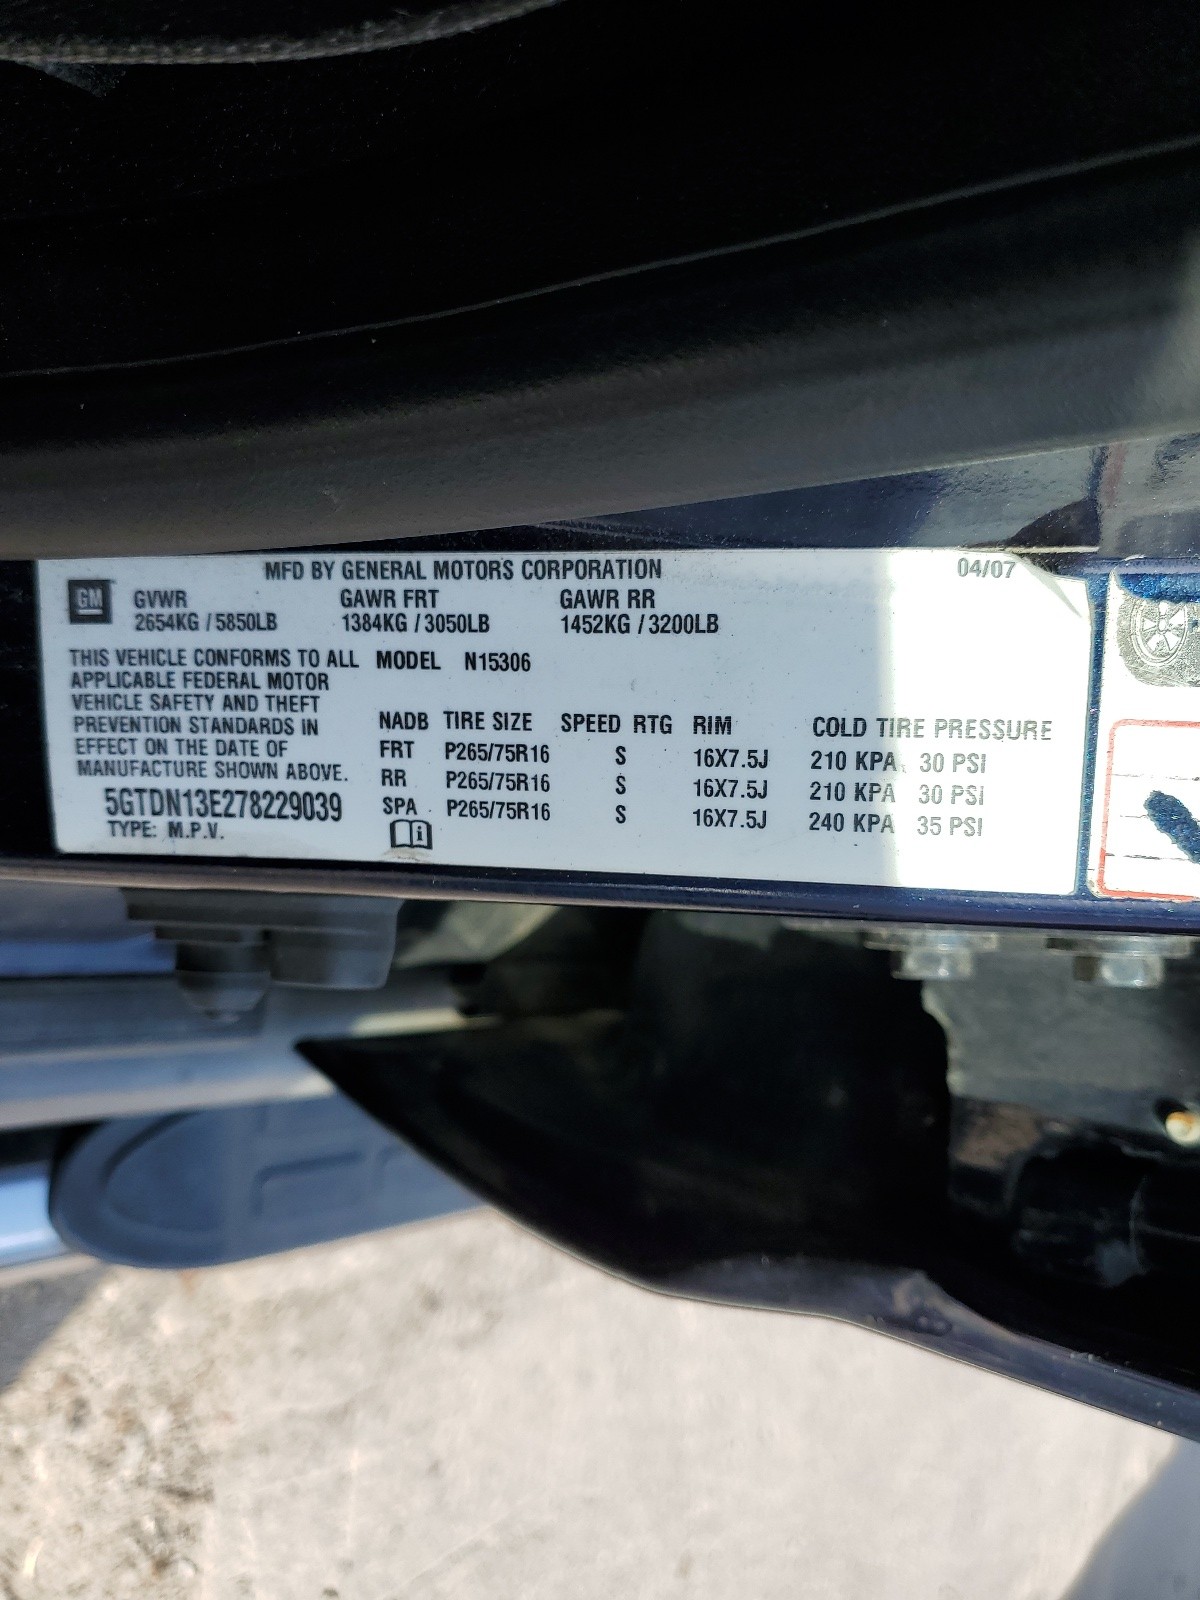 MFD BY GENERAL MOTORS CORPORATION 04/07
GM
GVWR GAWR FRT GAWR RR
2654KG / 5850LB 1384KG / 3050LB 1452KG / 3200LB
THIS VEHICLE CONFORMS TO ALL
APPLICABLE FEDERAL MOTOR
VEHICLE SAFETY AND THEFT
PREVENTION STANDARDS IN
EFFECT ON THE DATE OF
MANUFACTURE SHOWN ABOVE.
5GTDN13E278229039
TYPE: M.P.V.
MODEL N15306
NADB TIRE SIZE SPEED RTG RIM COLD TIRE PRESSURE
FRT P265/75R16 S 16X7.5J 210 KPA 30 PSI
RR P265/75R16 S 16X7.5J 210 KPA 30 PSI
SPA P265/75R16 S 16X7.5J 240 KPA 35 PSI
i